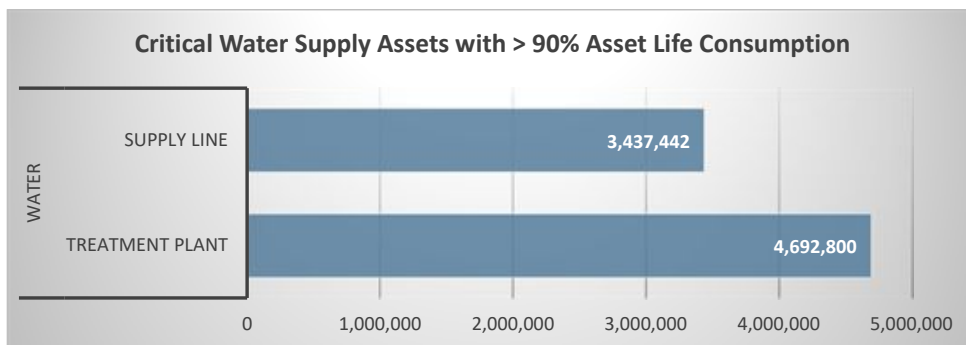 Critical Water Supply Assets with > 90% Asset Life Consumption
WATER
SUPPLY LINE
3,437,442
TREATMENT PLANT
4,692,800
0 1,000,000 2,000,000 3,000,000 4,000,000 5,000,000